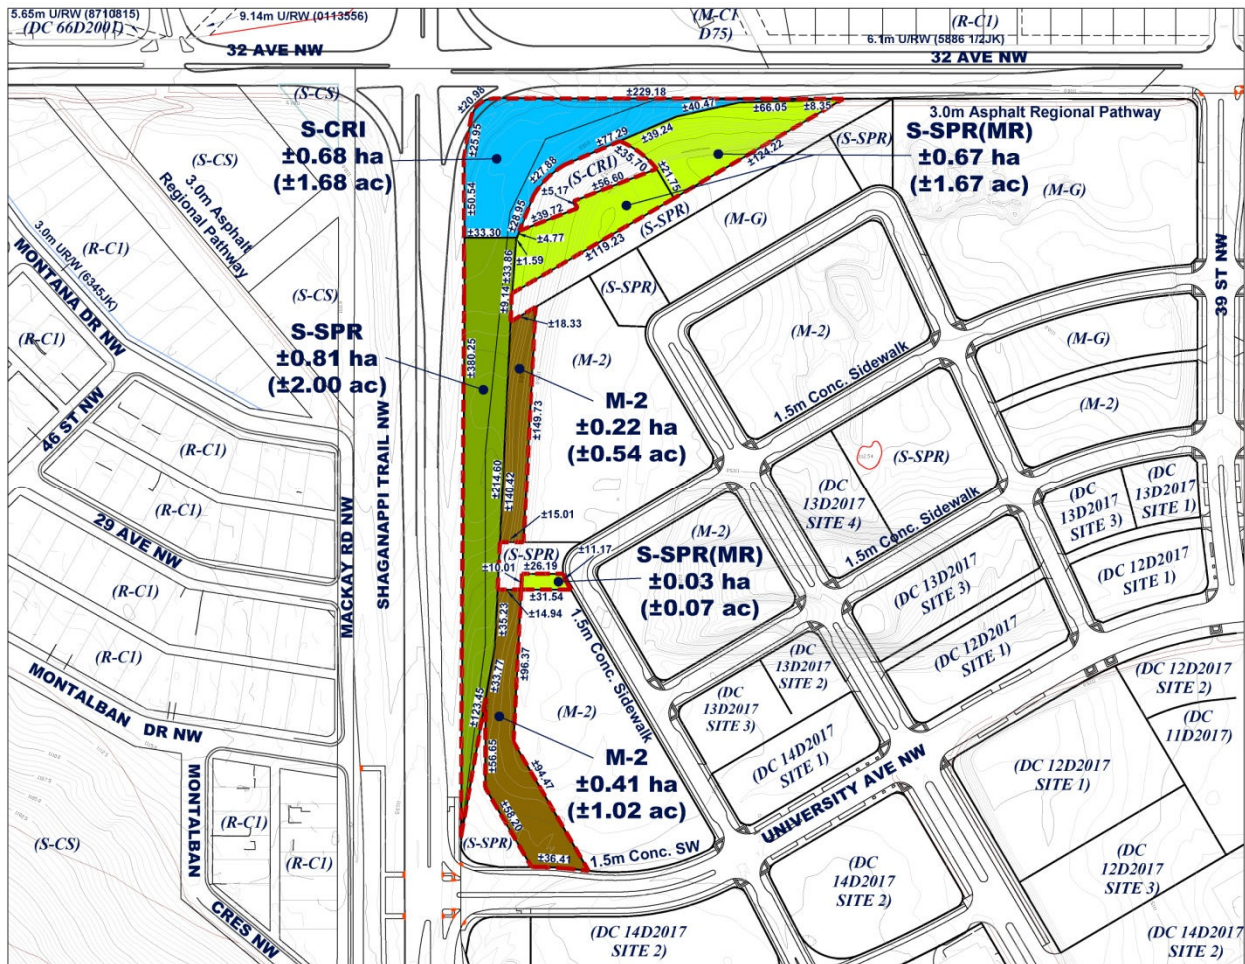 5.65m U/RW (8710815)
(DC 66D2001)
9.14m U/RW (0113556)
32 AVE NW
(M-C1
D75)
(R-C1)
6.1m U/RW (5886 1/2JK)
32 AVE NW
(S-CS)
±20.98
±229.18
±40.47
±66.05
±8.35
3.0m Asphalt Regional Pathway
S-CRI
±0.68 ha
(±1.68 ac)
S-SPR(MR)
±0.67 ha
(±1.67 ac)
(S-SPR)
(M-G)
±25.95
±50.54
±77.29
±39.24
±27.88
±35.70
(S-CRI)
±124.22
±5.17
±56.60
±21.75
±28.95
±39.72
±33.30
±4.77
±1.59
±33.86
±119.23
(S-SPR)
(M-G)
(S-CS)
3.0m Asphalt
Regional Pathway
(R-C1)
3.0m UR/W (6345JK)
MONTANA DR NW
(S-CS)
±9.14
±18.33
(S-SPR)
39 ST NW
(R-C1)
S-SPR
±0.81 ha
(±2.00 ac)
±380.25
(M-2)
(M-2)
(M-G)
1.5m Conc. Sidewalk
(M-2)
M-2
±0.22 ha
(±0.54 ac)
±149.73
46 ST NW
(R-C1)
SHAGANAPPI TRAIL NW
MACKAY RD NW
±214.60
±140.42
(S-SPR)
(DC
13D2017
SITE 4)
(DC
13D2017
SITE 3)
(DC
12D2017
SITE 1)
1.5m Conc. Sidewalk
(R-C1)
29 AVE NW
±15.01
(M-2)
(S-SPR)
±11.17
S-SPR(MR)
±0.03 ha
(±0.07 ac)
±10.01
±26.19
±31.54
±14.94
(DC 12D2017
SITE 1)
(DC 13D2017
SITE 3)
(R-C1)
(R-C1)
±35.23
±33.77
±96.37
1.5m Conc. Sidewalk
(DC 12D2017
SITE 1)
(DC
13D2017
SITE 2)
(DC
13D2017
SITE 3)
(DC 12D2017
SITE 2)
(DC
11D2017)
MONTALBAN DR NW
±123.45
(M-2)
(DC 14D2017
SITE 1)
±56.65
M-2
±0.41 ha
(±1.02 ac)
±94.47
UNIVERSITY AVE NW
(DC 12D2017
SITE 1)
MONTALBAN
CRES NW
(R-C1)
(S-CS)
(R-C1)
±58.20
(S-SPR)
±36.41
1.5m Conc. SW
(DC
14D2017
SITE 2)
(DC
12D2017
SITE 3)
(DC 14D2017
SITE 2)
(DC 14D2017
SITE 2)